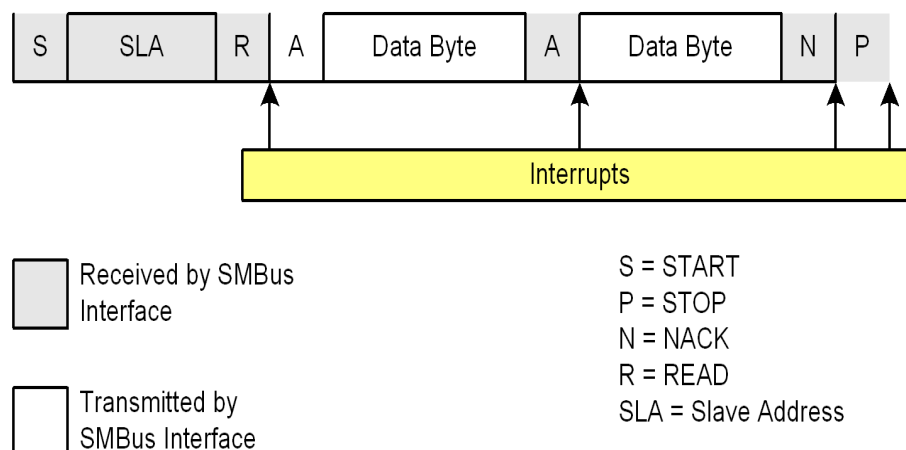 S SLA R A Data Byte A Data Byte N P
Interrupts
Received by SMBus
Interface
Transmitted by
SMBus Interface
S = START
P = STOP
N = NACK
R = READ
SLA = Slave Address